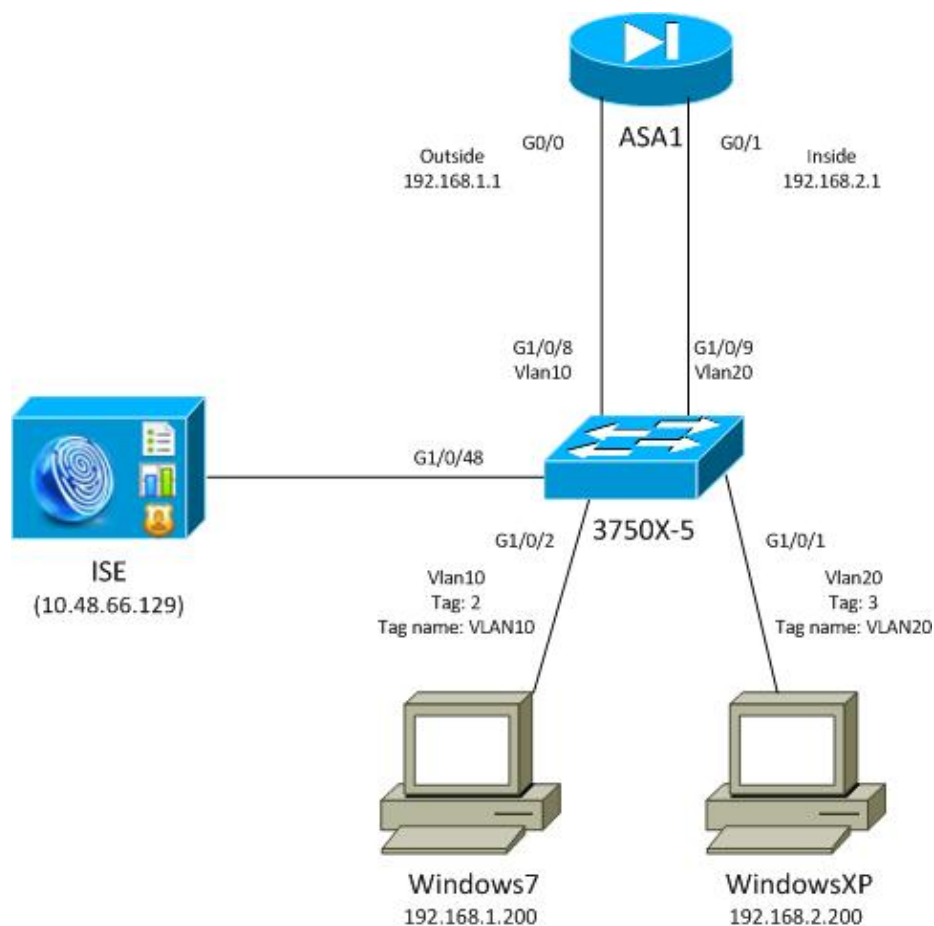 ASA1
G0/0
G0/1
Outside
192.168.1.1
Inside
192.168.2.1
G1/0/8
Vlan10
G1/0/9
Vlan20
G1/0/48
3750X-5
ISE
(10.48.66.129)
G1/0/2
Vlan10
Tag: 2
Tag name: VLAN10
G1/0/1
Vlan20
Tag: 3
Tag name: VLAN20
Windows7
192.168.1.200
WindowsXP
192.168.2.200